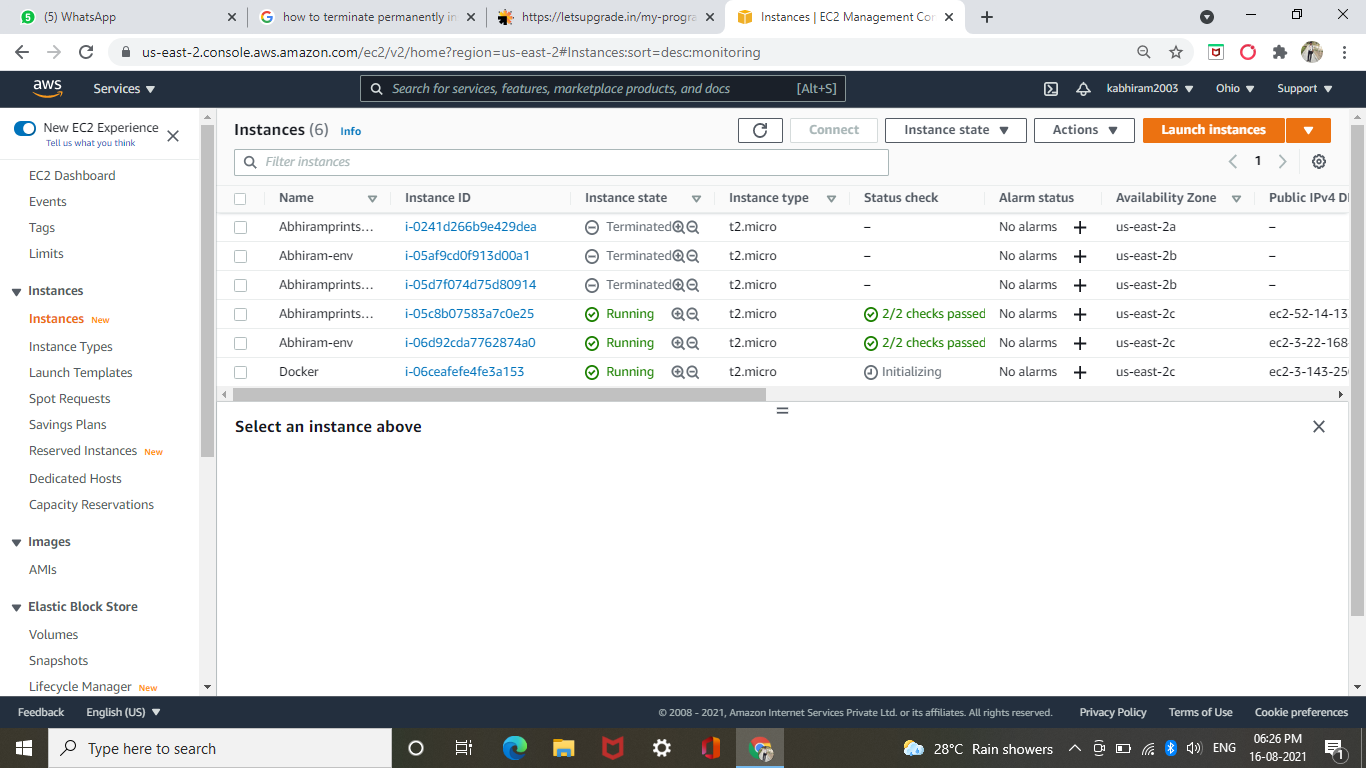 (5) WhatsApp
how to terminate permanently in
https://letsupgrade.in/my-progra
Instances | EC2 Management Con
us-east-2.console.aws.amazon.com/ec2/v2/home?region=us-east-2#Instances:sort=desc:monitoring
aws Services Search for services, features, marketplace products, and docs [Alt+S] kabhiram2003 Ohio Support
New EC2 Experience
Tell us what you think
EC2 Dashboard
Events
Tags
Limits
Instances
Instances New
Instance Types
Launch Templates
Spot Requests
Savings Plans
Reserved Instances New
Dedicated Hosts
Capacity Reservations
Images
AMIs
Elastic Block Store
Volumes
Snapshots
Lifecycle Manager New
Instances (6) Info Connect Instance state Actions Launch instances
Filter instances 1
Name Instance ID Instance state Instance type Status check Alarm status Availability Zone Public IPv4 D
Abhiramprints... i-0241d266b9e429dea Terminated t2.micro – No alarms + us-east-2a –
Abhiram-env i-05af9cd0f913d00a1 Terminated t2.micro – No alarms + us-east-2b –
Abhiramprints... i-05d7f074d75d80914 Terminated t2.micro – No alarms + us-east-2b –
Abhiramprints... i-05c8b07583a7c0e25 Running t2.micro 2/2 checks passed No alarms + us-east-2c ec2-52-14-13
Abhiram-env i-06d92cda7762874a0 Running t2.micro 2/2 checks passed No alarms + us-east-2c ec2-3-22-168
Docker i-06ceafefe4fe3a153 Running t2.micro Initializing No alarms + us-east-2c ec2-3-143-25
Select an instance above
Feedback English (US) © 2008 - 2021, Amazon Internet Services Private Ltd. or its affiliates. All rights reserved. Privacy Policy Terms of Use Cookie preferences
Type here to search 28°C Rain showers ENG 06:26 PM
16-08-2021 1